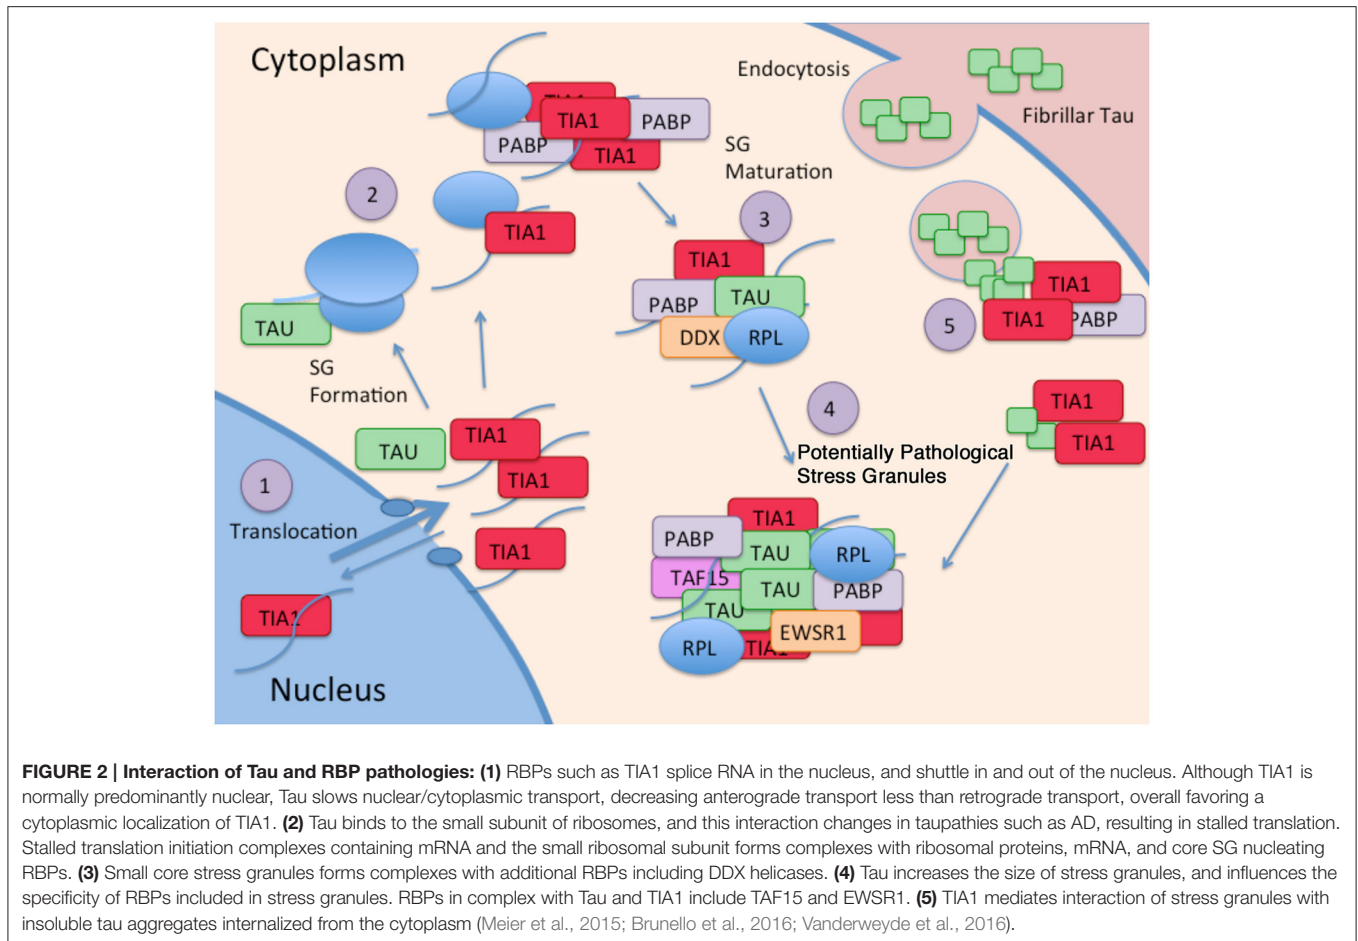 Cytoplasm
Endocytosis
Fibrillar Tau
TIA1
TIA1
PABP
PABP
TIA1
SG
Maturation
2
3
TIA1
TIA1
TAU
PABP
TAU
DDX
RPL
TIA1
TIA1
PABP
5
SG
Formation
4
TIA1
TIA1
TAU
TIA1
TIA1
Potentially Pathological
Stress Granules
1
Translocation
TIA1
TIA1
Nucleus
TIA1
PABP
TAU
RPL
TAF15
TAU
PABP
TAU
EWSR1
RPL
TIA1
FIGURE 2 | Interaction of Tau and RBP pathologies: (1) RBPs such as TIA1 splice RNA in the nucleus, and shuttle in and out of the nucleus. Although TIA1 is
normally predominantly nuclear, Tau slows nuclear/cytoplasmic transport, decreasing anterograde transport less than retrograde transport, overall favoring a
cytoplasmic localization of TIA1. (2) Tau binds to the small subunit of ribosomes, and this interaction changes in taupathies such as AD, resulting in stalled translation.
Stalled translation initiation complexes containing mRNA and the small ribosomal subunit forms complexes with ribosomal proteins, mRNA, and core SG nucleating
RBPs. (3) Small core stress granules forms complexes with additional RBPs including DDX helicases. (4) Tau increases the size of stress granules, and influences the
specificity of RBPs included in stress granules. RBPs in complex with Tau and TIA1 include TAF15 and EWSR1. (5) TIA1 mediates interaction of stress granules with
insoluble tau aggregates internalized from the cytoplasm (Meier et al., 2015; Brunello et al., 2016; Vanderweyde et al., 2016).